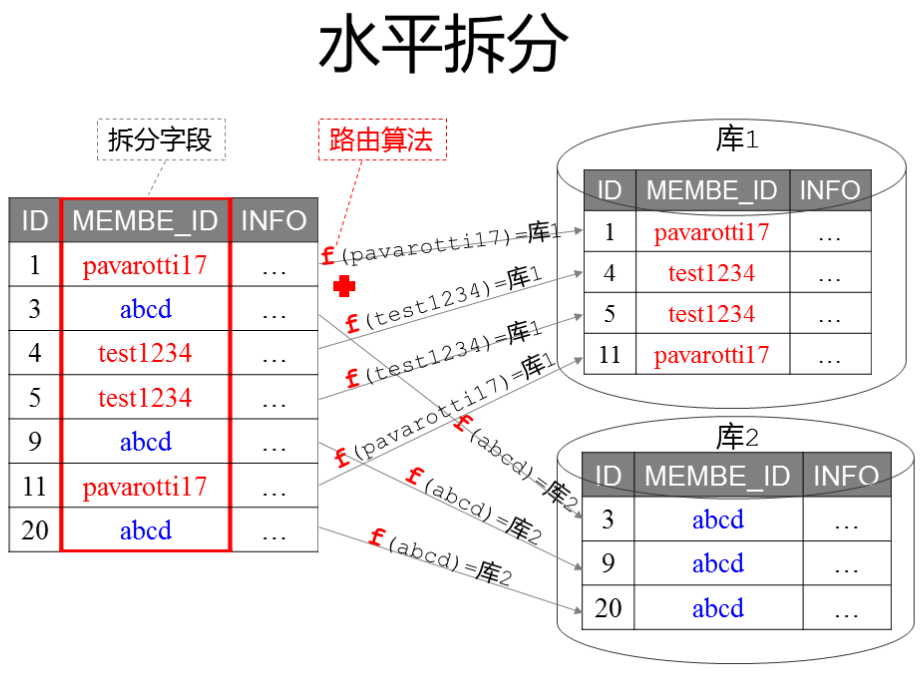 水平拆分
拆分字段
路由算法
ID MEMBE_ID INFO
1 pavarotti17 …
3 abcd …
4 test1234 …
5 test1234 …
9 abcd …
11 pavarotti17 …
20 abcd …
f(pavarotti17)=库1
f(test1234)=库1
f(test1234)=库1
f(pavarotti17)=库1
f(abcd)=库2
f(abcd)=库2
f(abcd)=库2
库1
ID MEMBE_ID INFO
1 pavarotti17 …
4 test1234 …
5 test1234 …
11 pavarotti17 …
库2
ID MEMBE_ID INFO
3 abcd …
9 abcd …
20 abcd …